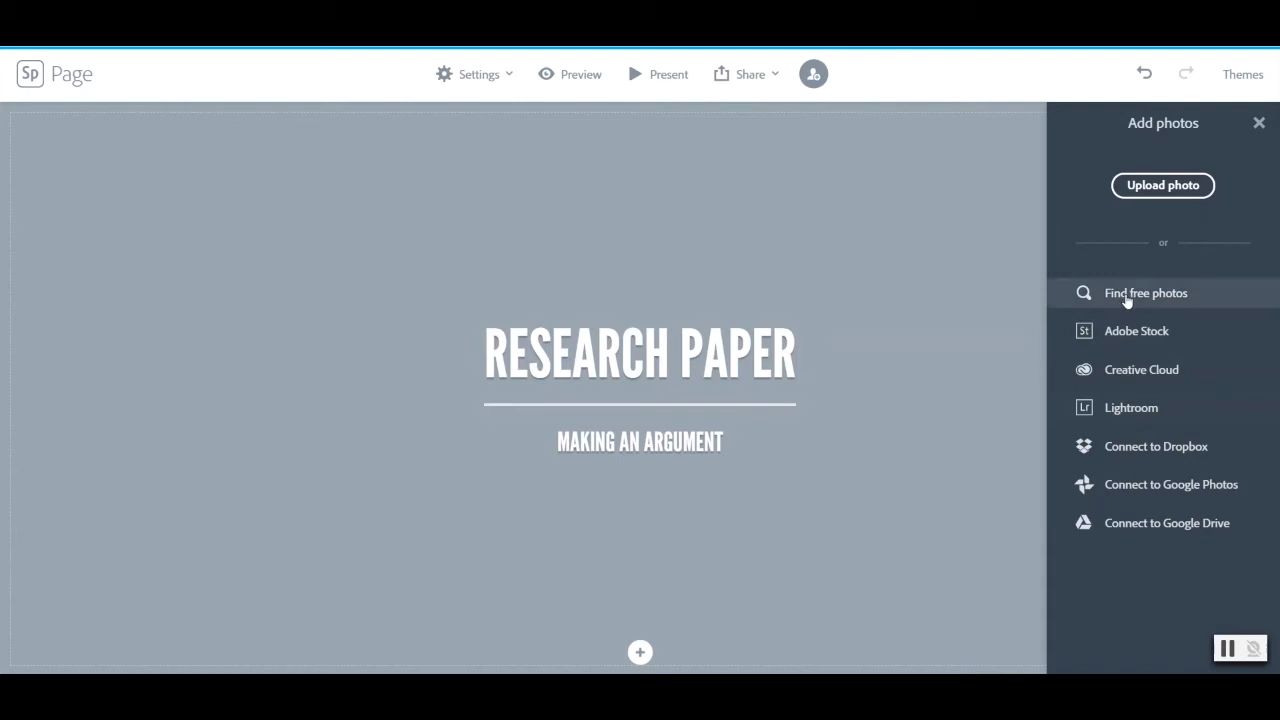 Sp Page
Settings
Preview
Present
Share
Themes
Add photos
Upload photo
or
Find free photos
St Adobe Stock
Creative Cloud
Lr Lightroom
Connect to Dropbox
Connect to Google Photos
Connect to Google Drive
RESEARCH PAPER
MAKING AN ARGUMENT